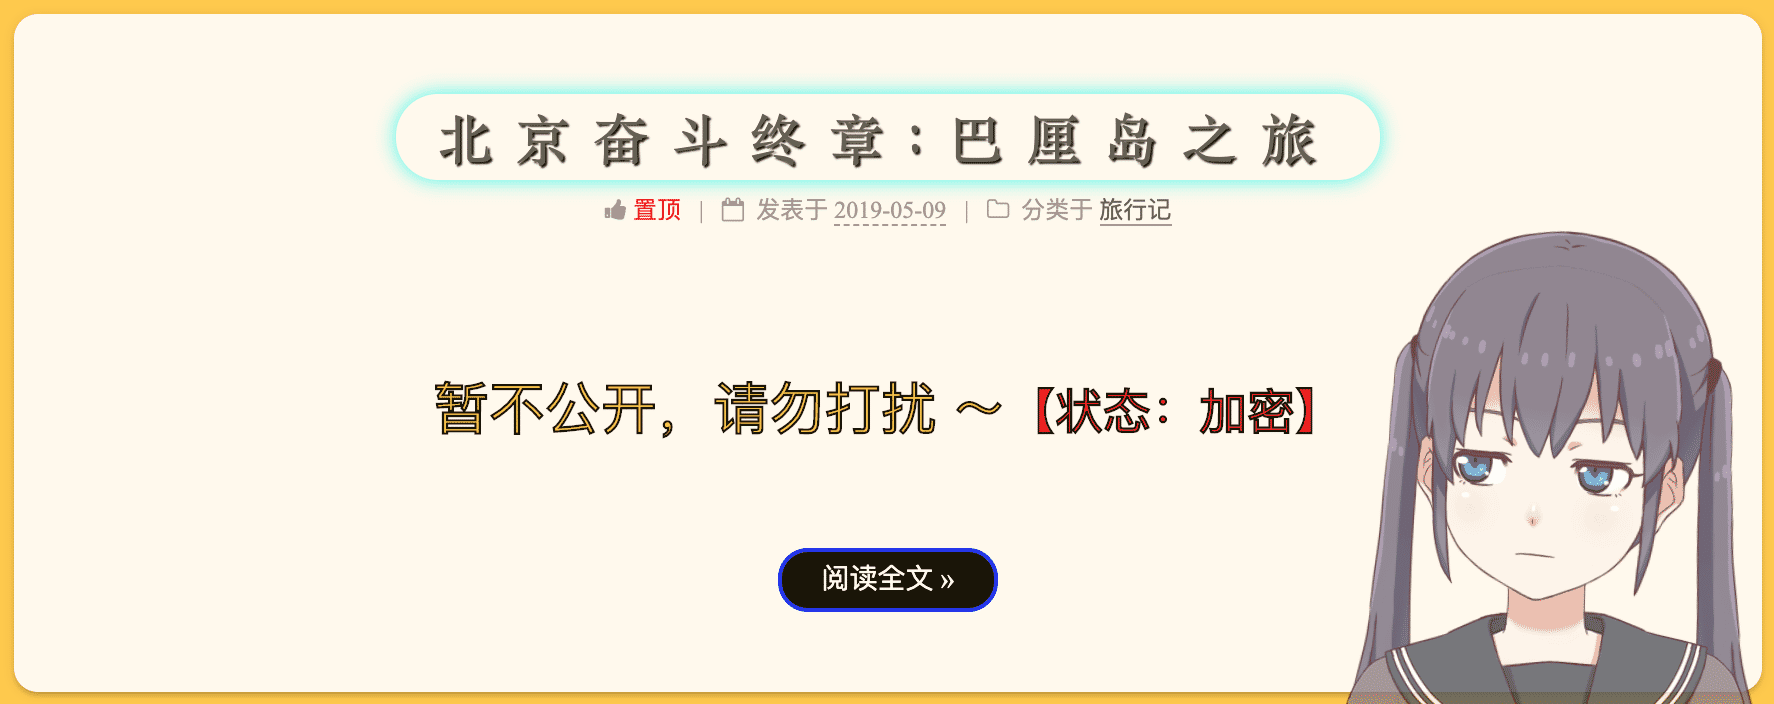 北京奋斗终章：巴厘岛之旅
置顶 | 发表于 2019-05-09 | 分类于 旅行记
暂不公开，请勿打扰 ～ 【状态：加密】
阅读全文 »